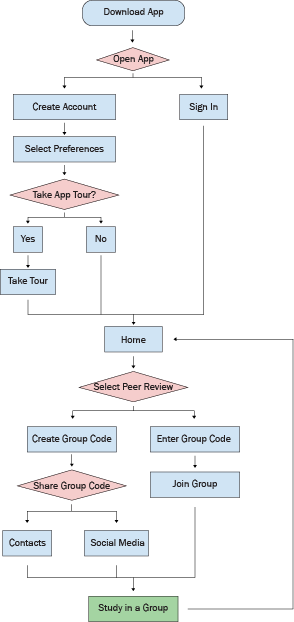 Download App
Open App
Create Account
Sign In
Select Preferences
Take App Tour?
Yes
No
Take Tour
Home
Select Peer Review
Create Group Code
Enter Group Code
Share Group Code
Join Group
Contacts
Social Media
Study in a Group